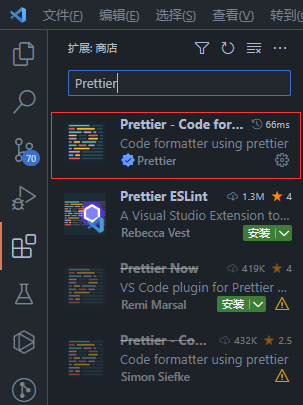 文件(F) 编辑(E) 选择(S) 查看(V) 转到(
扩展: 商店
Prettier
Prettier - Code for... 66ms
Code formatter using prettier
Prettier
70
Prettier ESLint 1.3M 4
A Visual Studio Extension to...
Rebecca Vest 安装
Prettier Now 419K 4
VS Code plugin for Prettier ...
Remi Marsal 安装
Prettier - Co... 432K 2.5
Code formatter using prettier
Simon Siefke